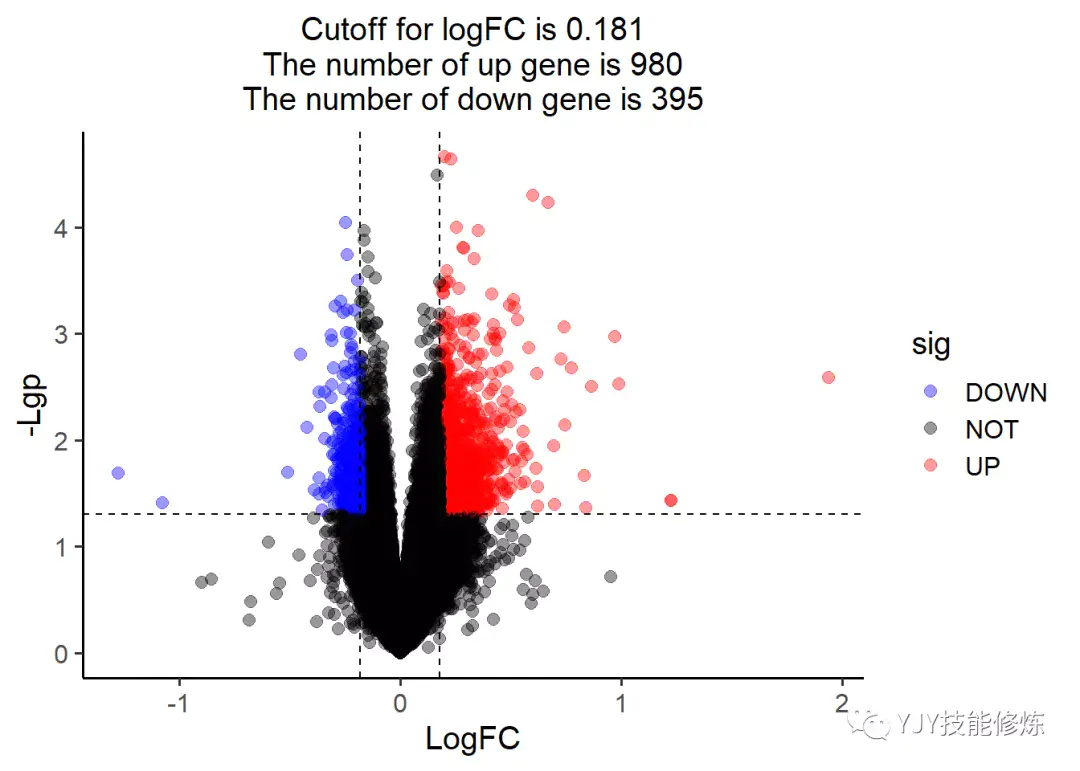 Cutoff for logFC is 0.181
The number of up gene is 980
The number of down gene is 395
-Lgp
4
3
2
1
0
-1
0
1
2
LogFC
sig
DOWN
NOT
UP
YJY技能修炼